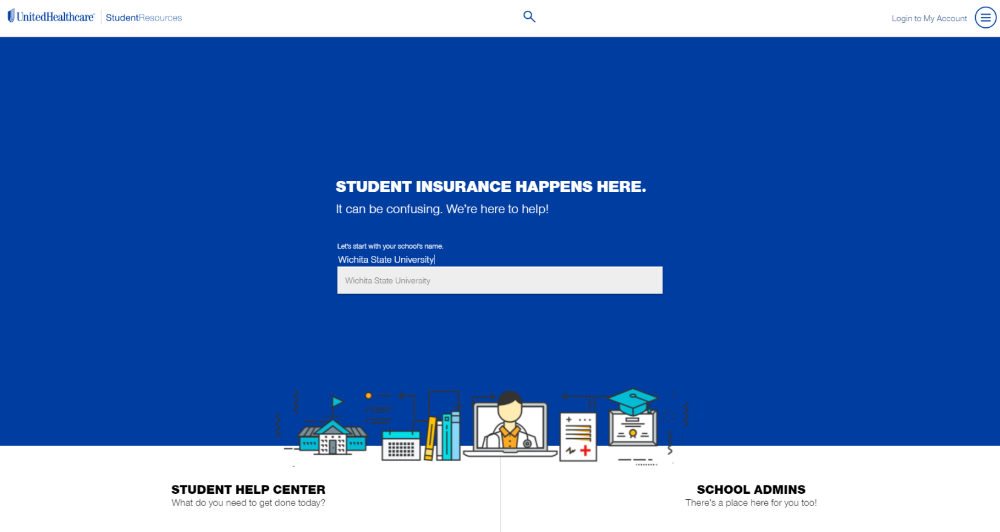 UnitedHealthcare® StudentResources
Login to My Account
STUDENT INSURANCE HAPPENS HERE.
It can be confusing. We're here to help!
Let's start with your school's name.
Wichita State University
Wichita State University
STUDENT HELP CENTER
What do you need to get done today?
SCHOOL ADMINS
There's a place here for you too!